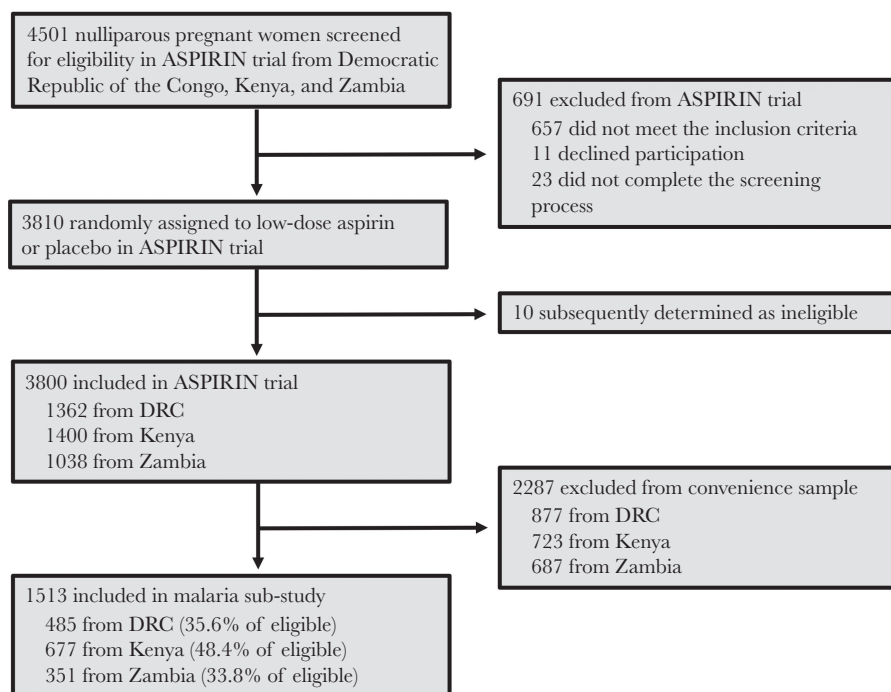 4501 nulliparous pregnant women screened
for eligibility in ASPIRIN trial from Democratic
Republic of the Congo, Kenya, and Zambia
691 excluded from ASPIRIN trial
657 did not meet the inclusion criteria
11 declined participation
23 did not complete the screening
process
3810 randomly assigned to low-dose aspirin
or placebo in ASPIRIN trial
10 subsequently determined as ineligible
3800 included in ASPIRIN trial
1362 from DRC
1400 from Kenya
1038 from Zambia
2287 excluded from convenience sample
877 from DRC
723 from Kenya
687 from Zambia
1513 included in malaria sub-study
485 from DRC (35.6% of eligible)
677 from Kenya (48.4% of eligible)
351 from Zambia (33.8% of eligible)